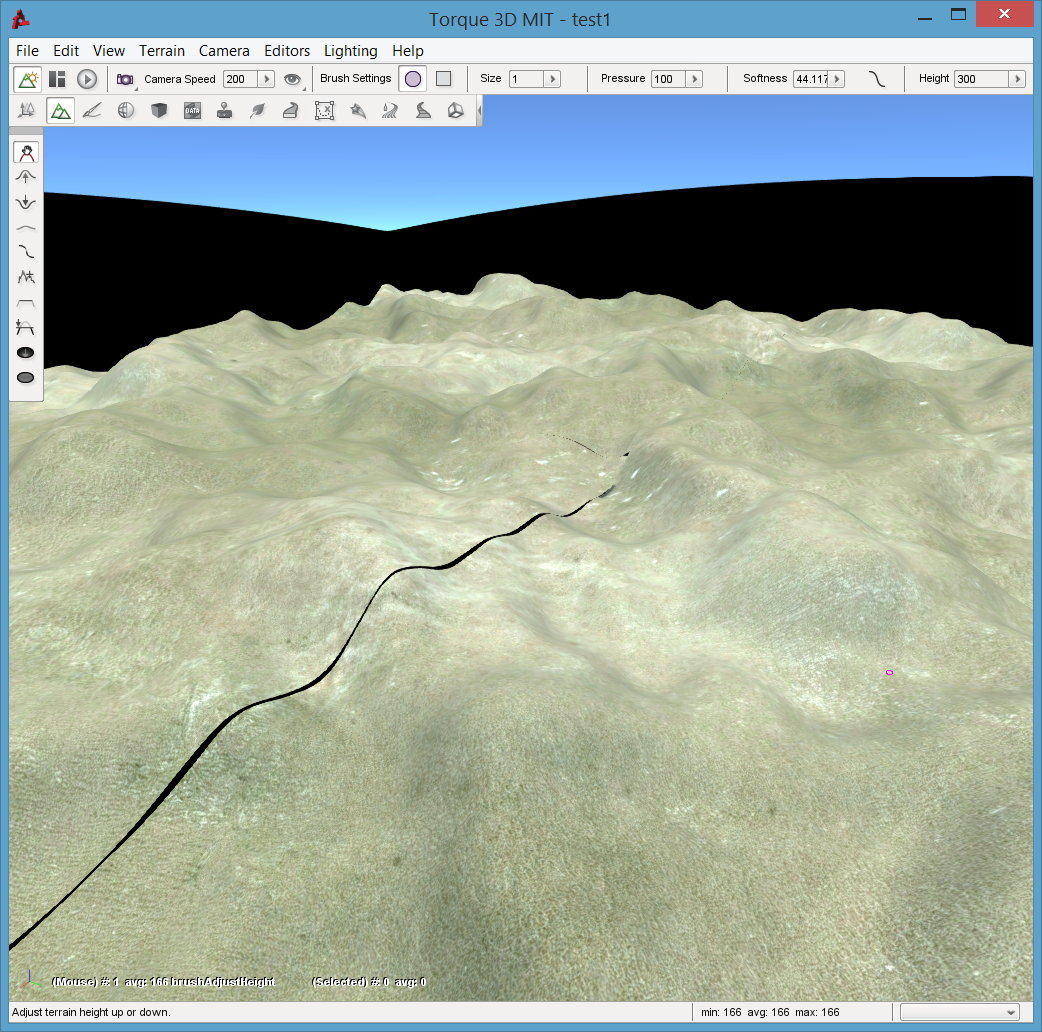 Torque 3D MIT - test1
File Edit View Terrain Camera Editors Lighting Help
Camera Speed 200 Brush Settings Size 1 Pressure 100 Softness 44.117 Height 300
DATA
(Mouse) #: 1 avg: 166 brushAdjustHeight (Selected) #: 0 avg: 0
Adjust terrain height up or down. min: 166 avg: 166 max: 166